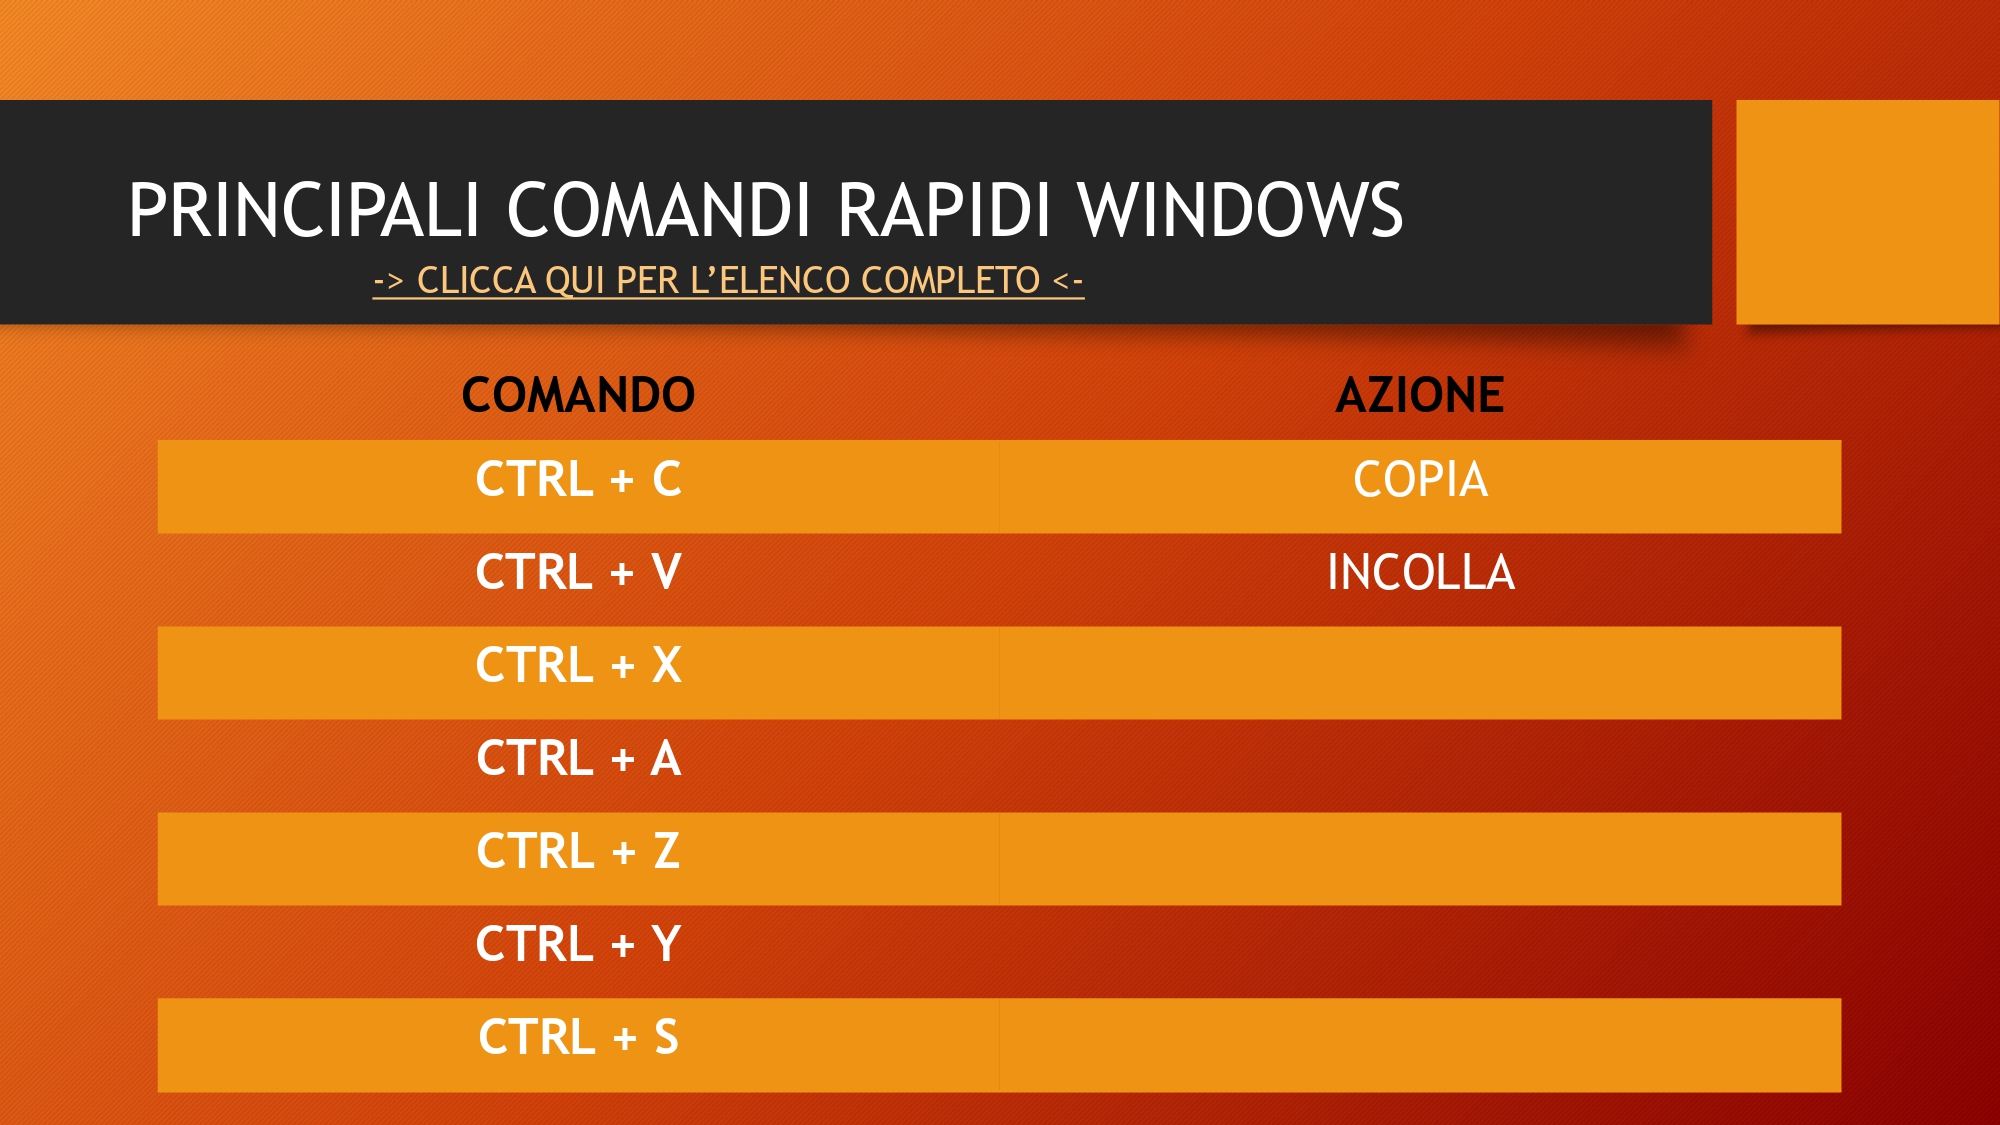 PRINCIPALI COMANDI RAPIDI WINDOWS
-> CLICCA QUI PER L’ELENCO COMPLETO <-
COMANDO AZIONE
CTRL + C COPIA
CTRL + V INCOLLA
CTRL + X
CTRL + A
CTRL + Z
CTRL + Y
CTRL + S